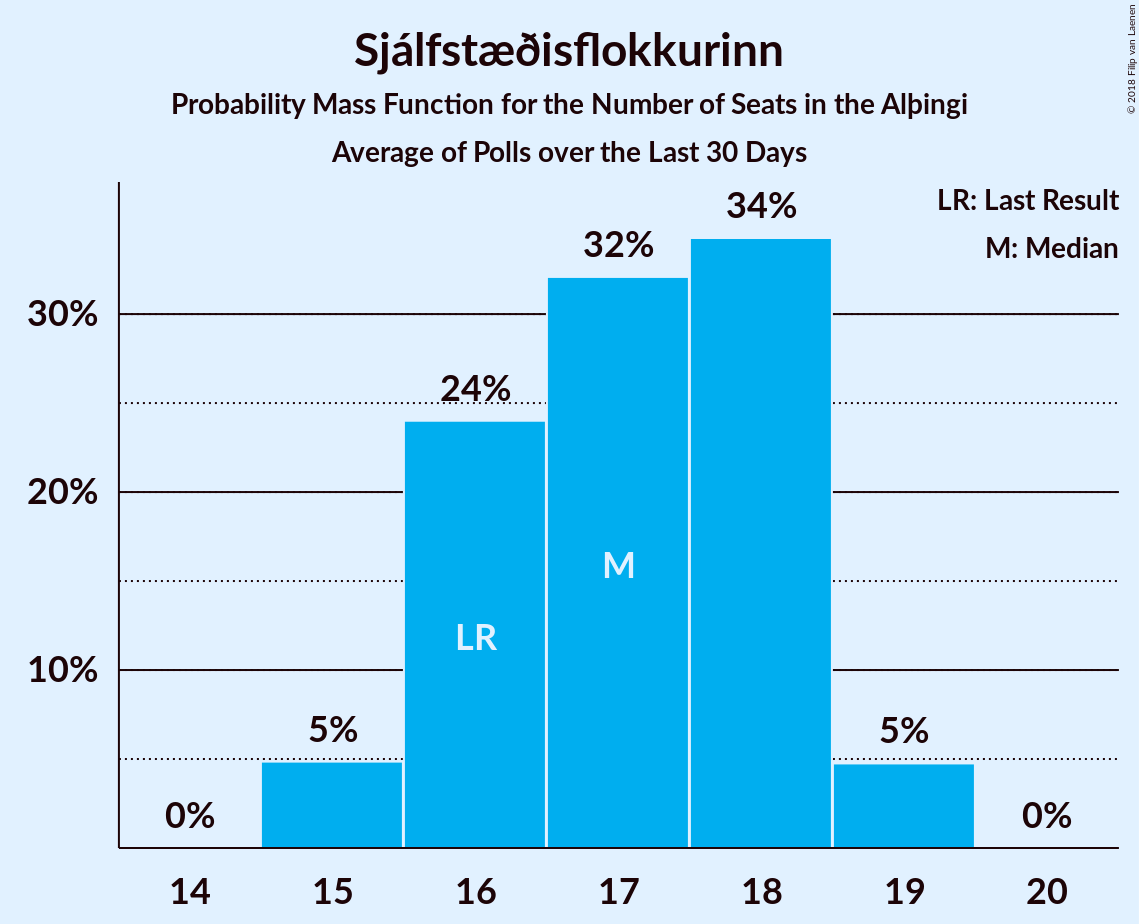 Sjálfstæðisflokkurinn
Probability Mass Function for the Number of Seats in the Alþingi
Average of Polls over the Last 30 Days
© 2018 Filip van Laenen
LR: Last Result
M: Median
34%
32%
30%
24%
20%
M
LR
10%
5%
5%
0%
0%
14 15 16 17 18 19 20